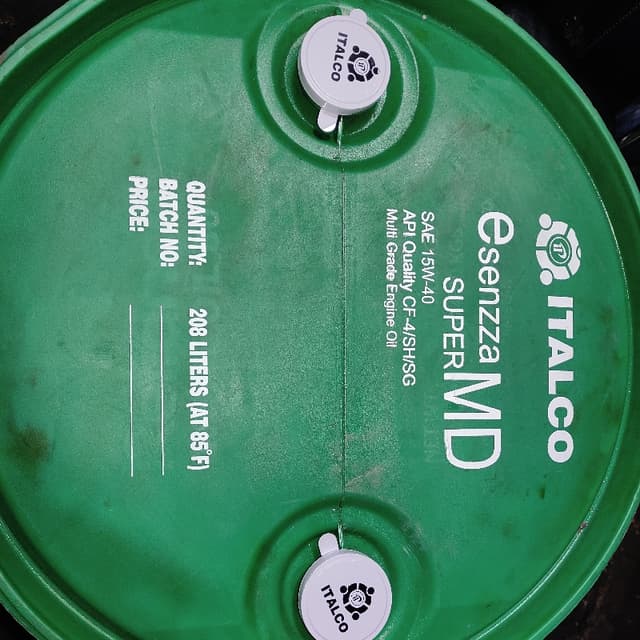 ITALCO
esenzza
SUPER MD
SAE 15W-40
API Quality CF-4/SH/SG
Multi Grade Engine Oil
QUANTITY: 208 LITERS (AT 85°F)
BATCH NO:
PRICE:
ITALCO
ITALCO